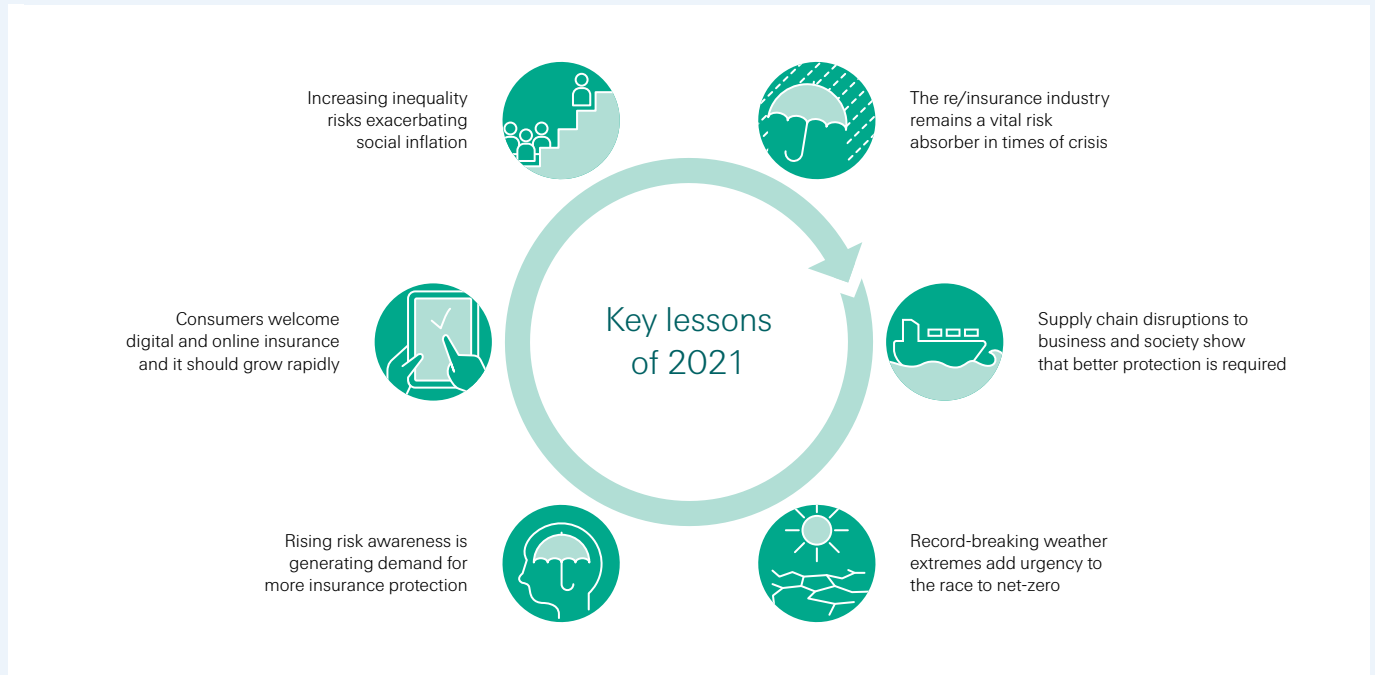 Key lessons
of 2021
Increasing inequality
risks exacerbating
social inflation
The re/insurance industry
remains a vital risk
absorber in times of crisis
Consumers welcome
digital and online insurance
and it should grow rapidly
Supply chain disruptions to
business and society show
that better protection is required
Rising risk awareness is
generating demand for
more insurance protection
Record-breaking weather
extremes add urgency to
the race to net-zero